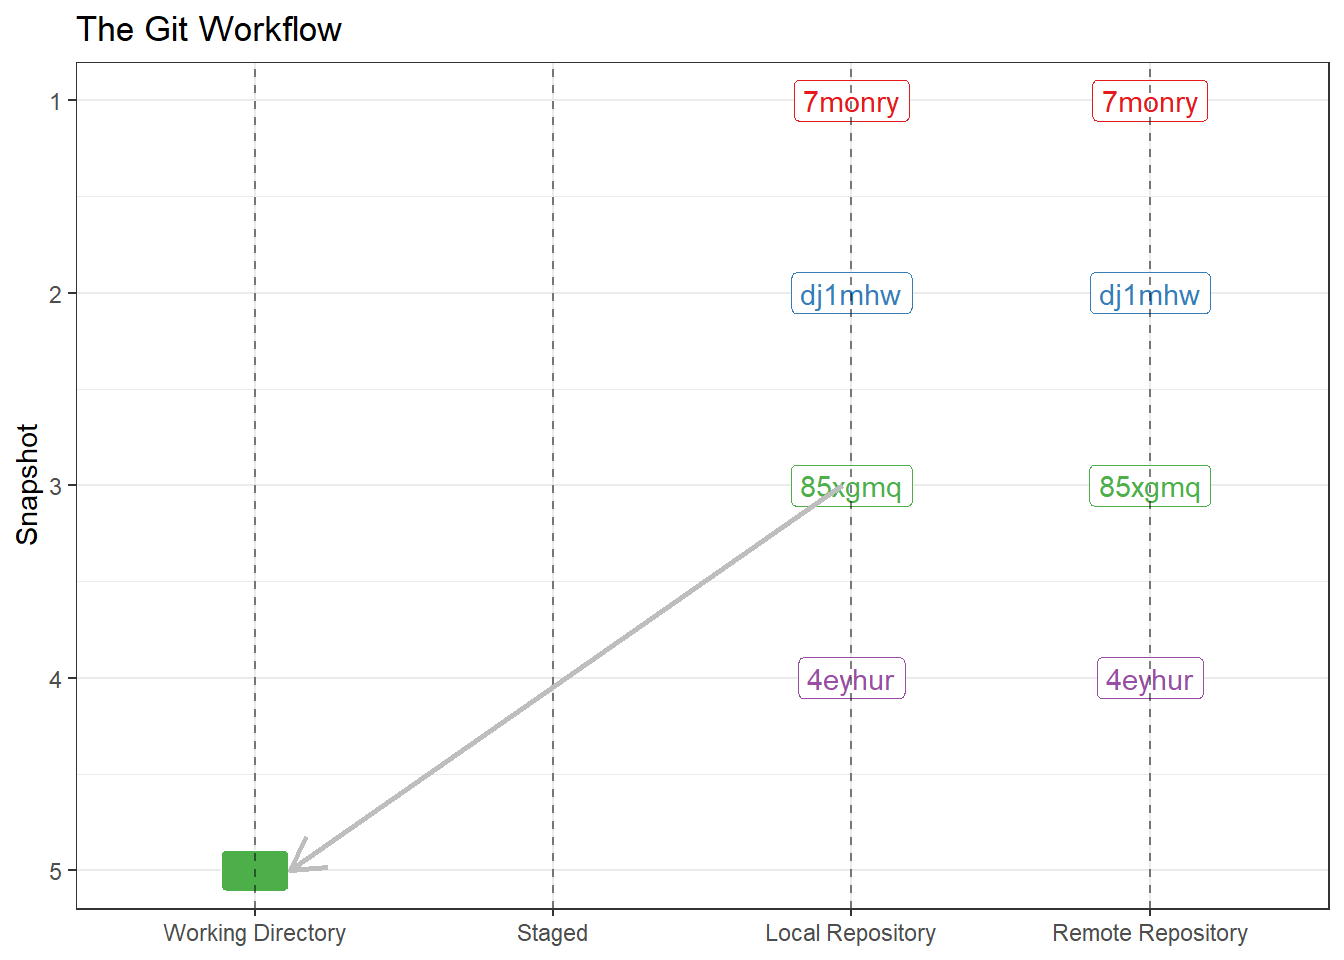 The Git Workflow
Snapshot
1
7monry
7monry
2
dj1mhw
dj1mhw
3
85xgmq
85xgmq
4
4eyhur
4eyhur
5
Working Directory
Staged
Local Repository
Remote Repository